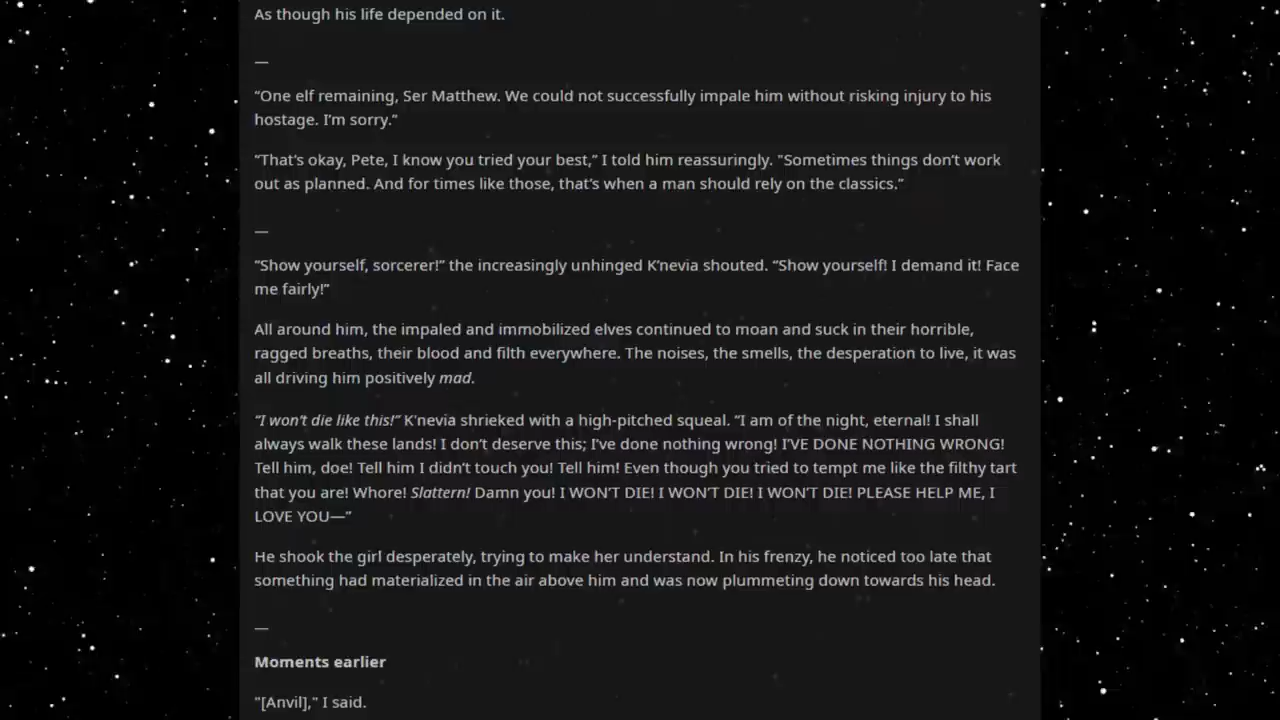 As though his life depended on it.
—
“One elf remaining, Ser Matthew. We could not successfully impale him without risking injury to his
hostage. I’m sorry.”
“That’s okay, Pete, I know you tried your best,” I told him reassuringly. "Sometimes things don’t work
out as planned. And for times like those, that’s when a man should rely on the classics.”
—
“Show yourself, sorcerer!” the increasingly unhinged K’nevia shouted. “Show yourself! I demand it! Face
me fairly!”
All around him, the impaled and immobilized elves continued to moan and suck in their horrible,
ragged breaths, their blood and filth everywhere. The noises, the smells, the desperation to live, it was
all driving him positively mad.
“I won’t die like this!” K’nevia shrieked with a high-pitched squeal. “I am of the night, eternal! I shall
always walk these lands! I don’t deserve this; I’ve done nothing wrong! I’VE DONE NOTHING WRONG!
Tell him, doe! Tell him I didn’t touch you! Tell him! Even though you tried to tempt me like the filthy tart
that you are! Whore! Slattern! Damn you! I WON’T DIE! I WON’T DIE! I WON’T DIE! PLEASE HELP ME, I
LOVE YOU—”
He shook the girl desperately, trying to make her understand. In his frenzy, he noticed too late that
something had materialized in the air above him and was now plummeting down towards his head.
—
Moments earlier
"[Anvil]," I said.